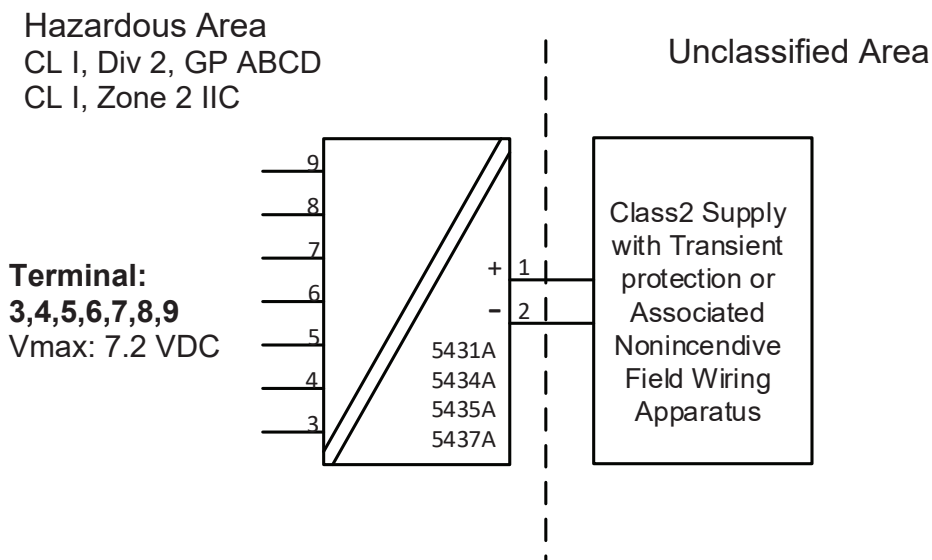 Hazardous Area
CL I, Div 2, GP ABCD
CL I, Zone 2 IIC
Unclassified Area
9
8
7
6
5
4
3
Terminal:
3,4,5,6,7,8,9
Vmax: 7.2 VDC
+ 1
- 2
5431A
5434A
5435A
5437A
Class2 Supply
with Transient
protection or
Associated
Nonincendive
Field Wiring
Apparatus